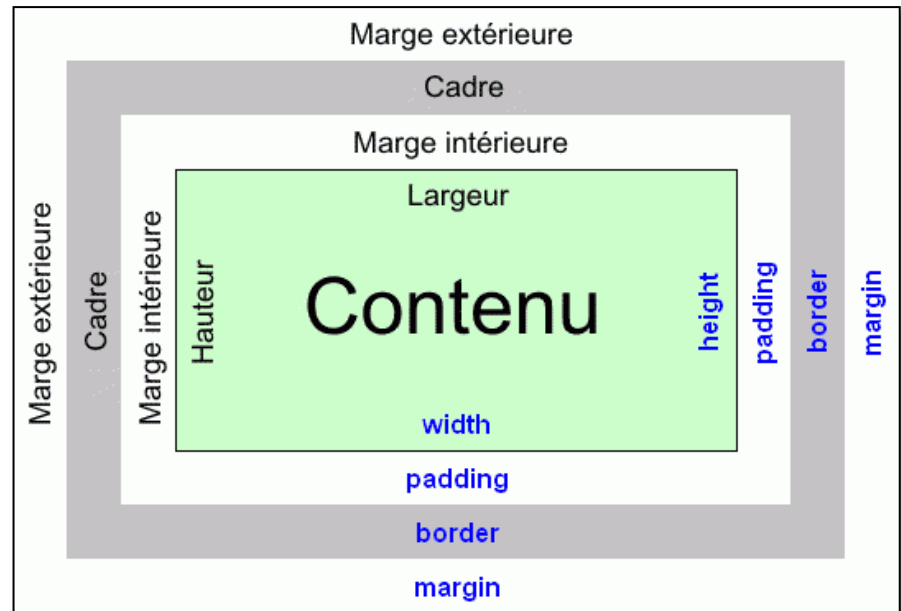 Marge extérieure
Cadre
Marge intérieure
Largeur
Marge extérieure
Cadre
Marge intérieure
Hauteur
Contenu
height
padding
border
margin
width
padding
border
margin